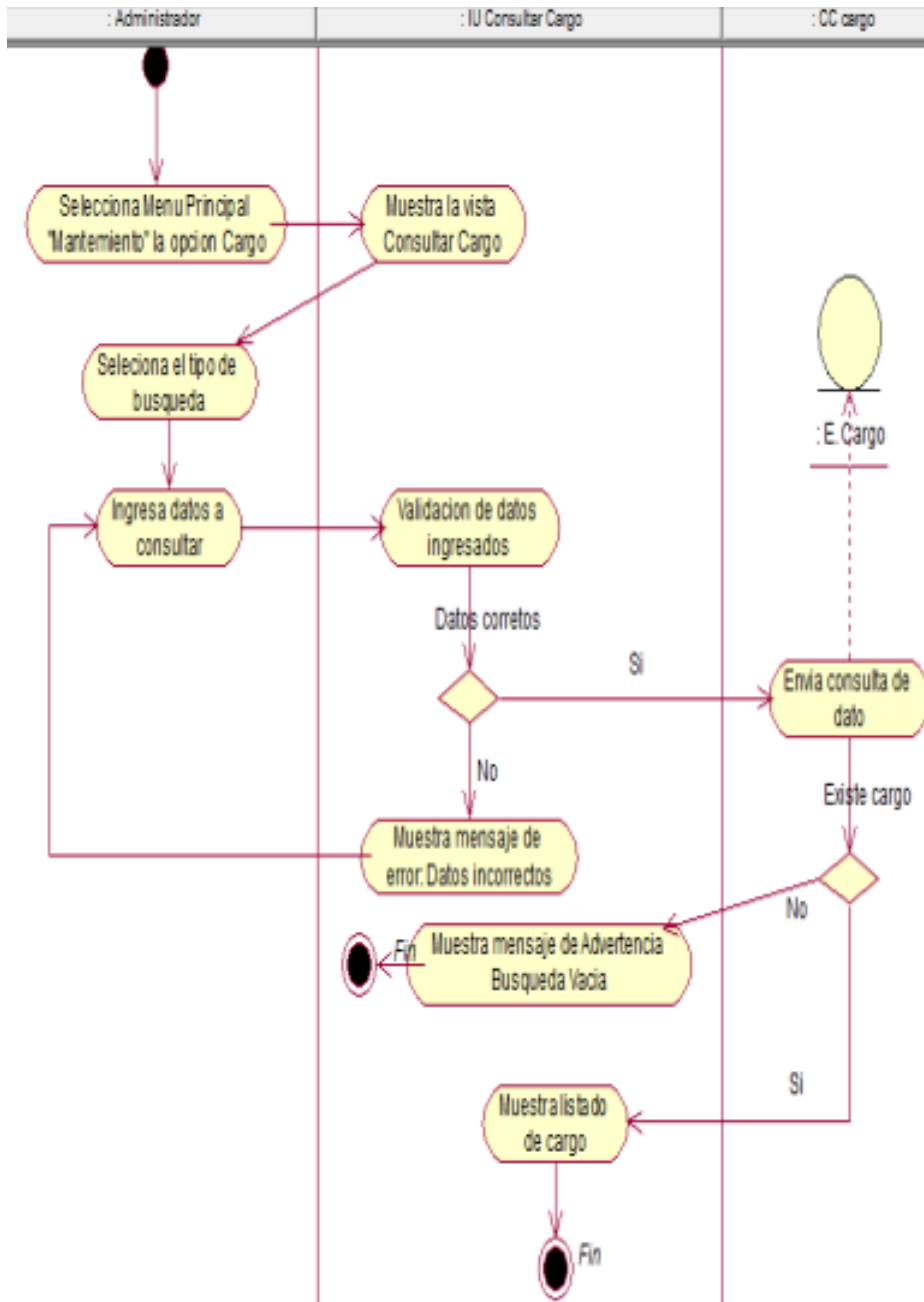 : Administrador
: IU Consultar Cargo
: CC cargo
Selecciona Menu Principal
"Mantemiento" la opcion Cargo
Muestra la vista
Consultar Cargo
Seleciona el tipo de
busqueda
: E. Cargo
Ingresa datos a
consultar
Validacion de datos
ingresados
Datos corretos
Si
Envia consulta de
dato
No
Existe cargo
Muestra mensaje de
error: Datos incorrectos
No
Fin
Muestra mensaje de Advertencia
Busqueda Vacia
Si
Muestra listado
de cargo
Fin